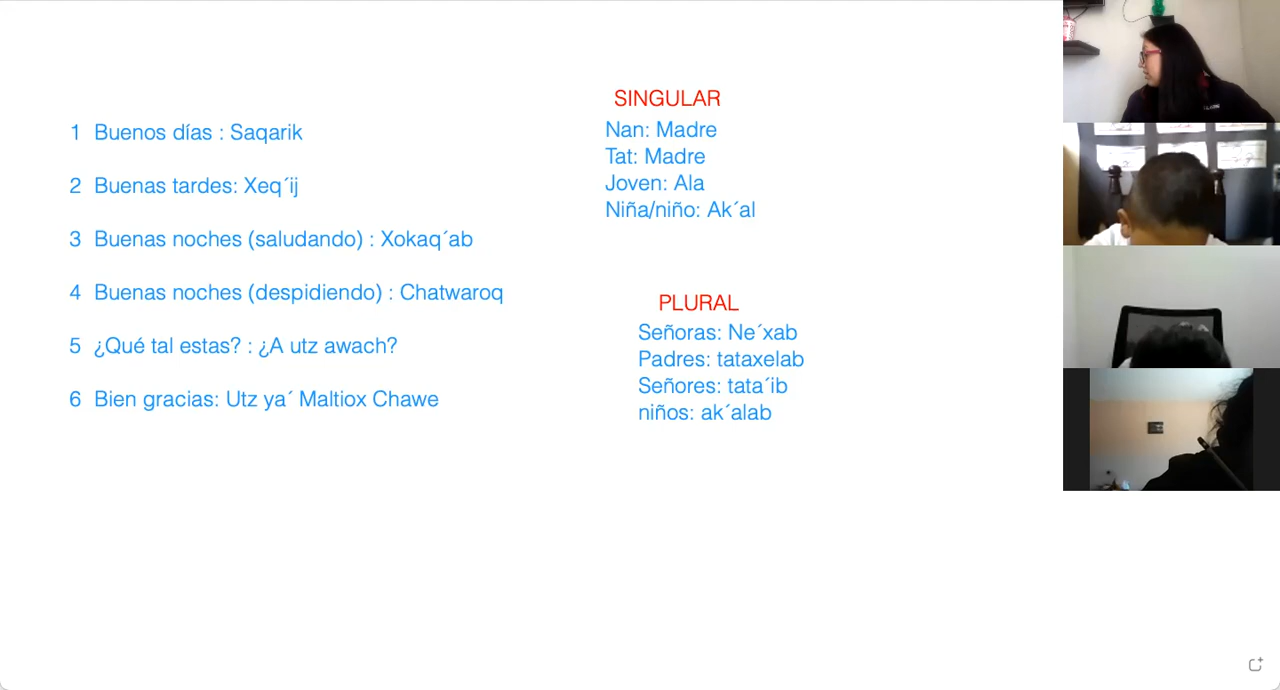 1 Buenos días : Saqarik
2 Buenas tardes: Xeq´ij
3 Buenas noches (saludando) : Xokaq´ab
4 Buenas noches (despidiendo) : Chatwaroq
5 ¿Qué tal estas? : ¿A utz awach?
6 Bien gracias: Utz ya´ Maltiox Chawe
SINGULAR
Nan: Madre
Tat: Madre
Joven: Ala
Niña/niño: Ak´al
PLURAL
Señoras: Ne´xab
Padres: tataxelab
Señores: tata´ib
niños: ak´alab